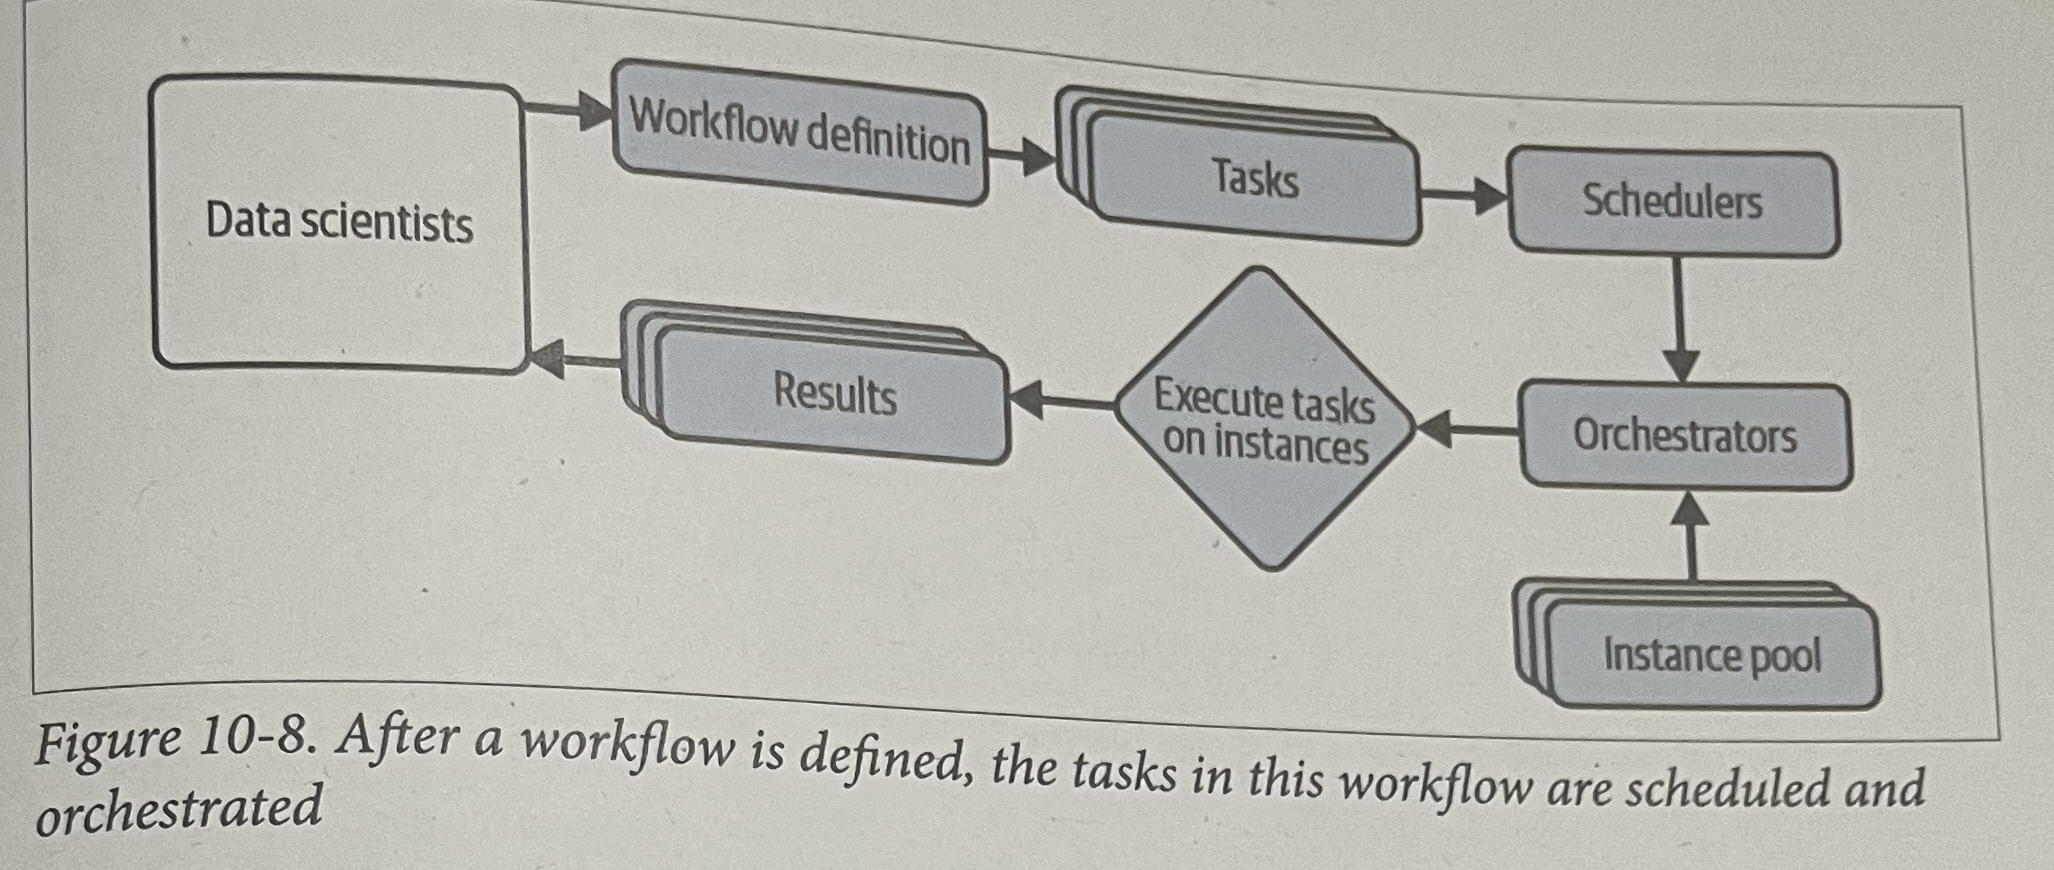 Data scientists
Workflow definition
Tasks
Schedulers
Results
Execute tasks
on instances
Orchestrators
Instance pool
Figure 10-8. After a workflow is defined, the tasks in this workflow are scheduled and
orchestrated